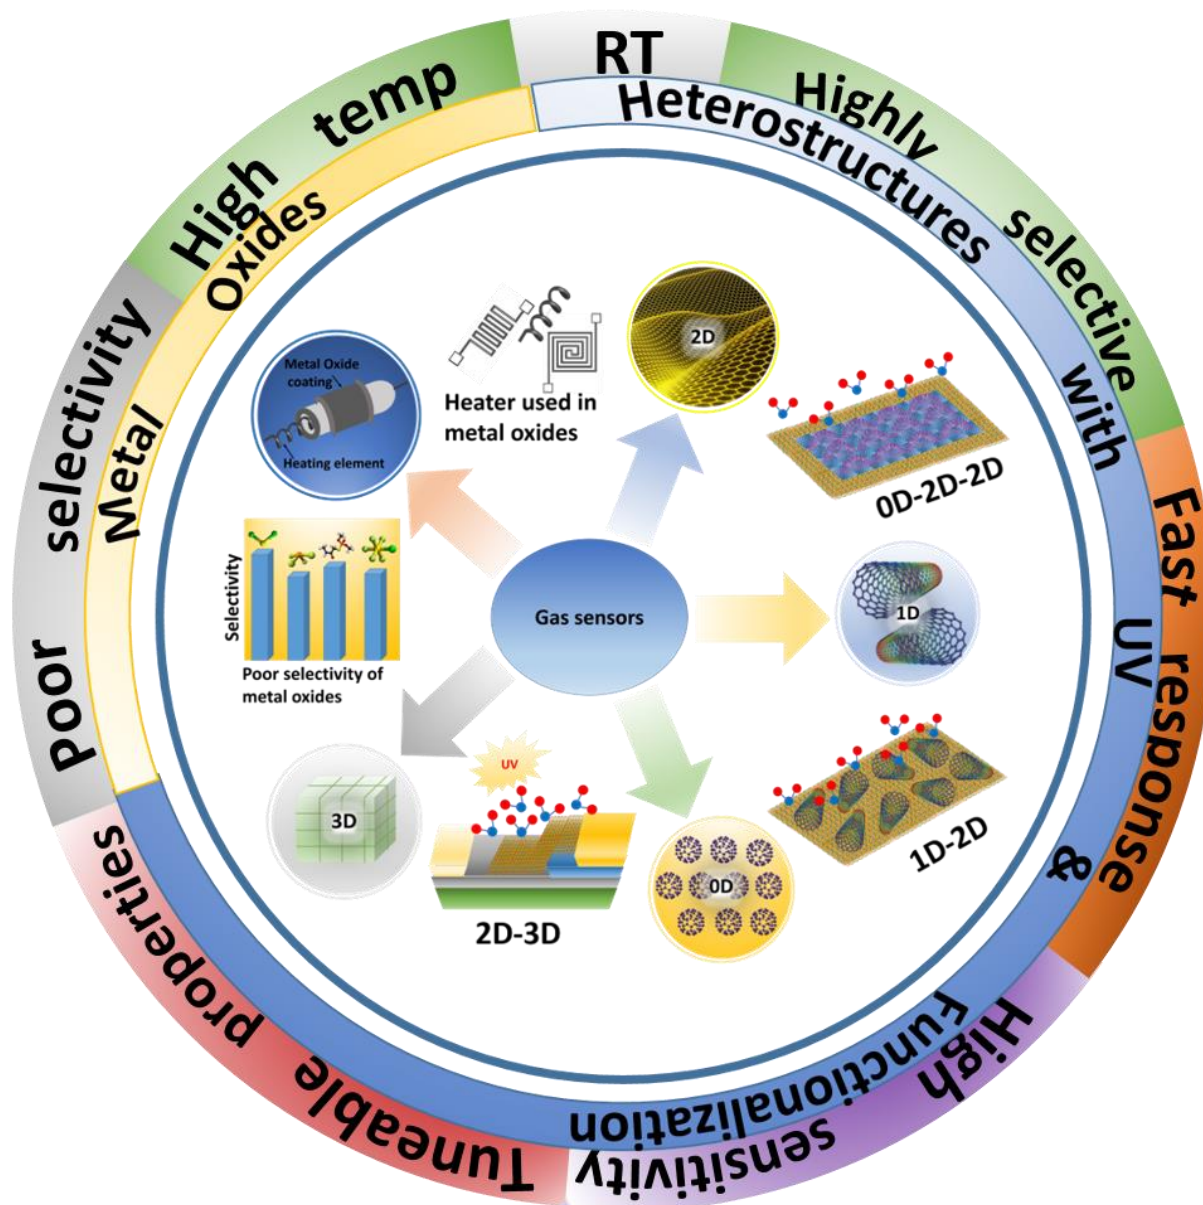 RT
Highly selective
Fast response
High sensitivity
Tuneable properties
Poor selectivity
High temp
Metal Oxides
Heterostructures with UV & Functionalization
Metal Oxide
coating
Heating element
Heater used in
metal oxides
2D
0D-2D-2D
Selectivity
Poor selectivity of
metal oxides
Gas sensors
1D
3D
UV
2D-3D
0D
1D-2D